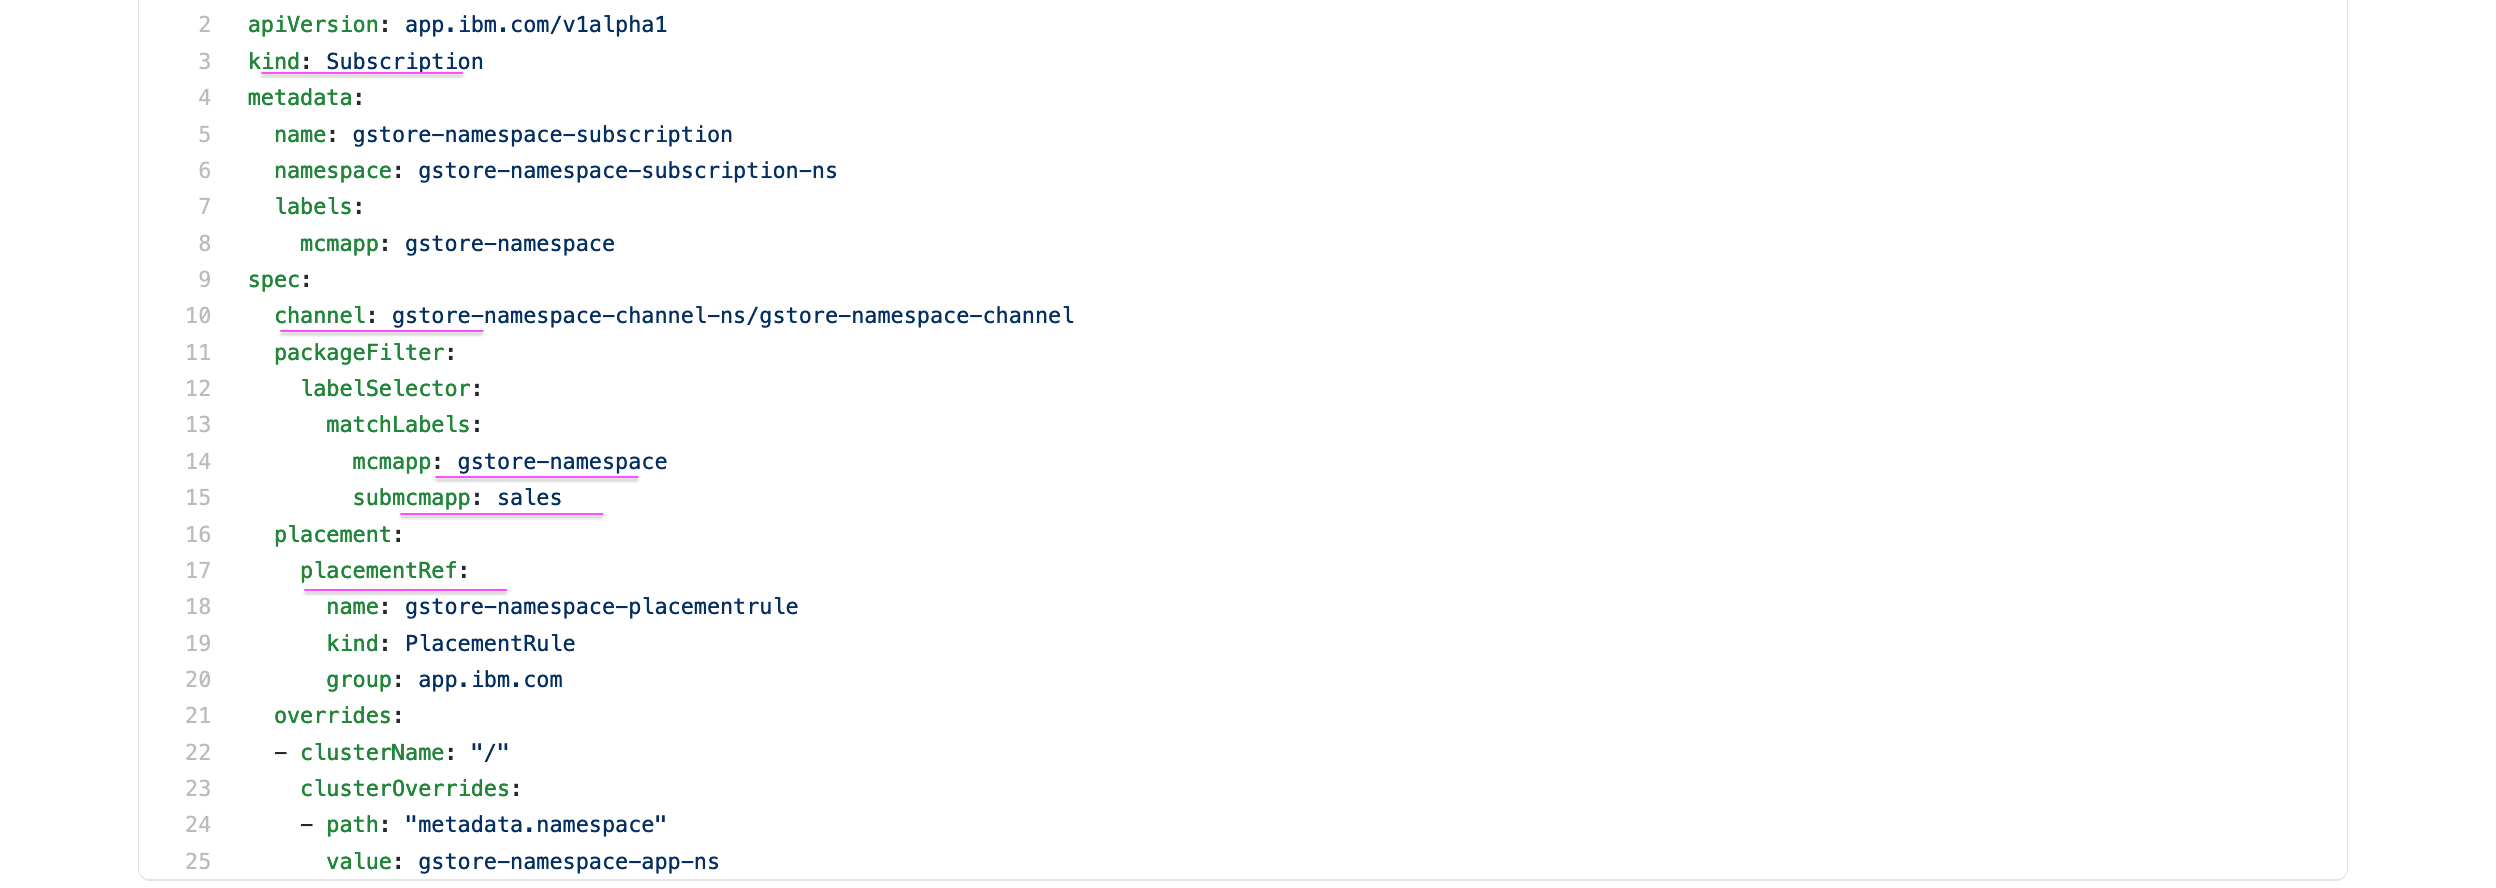 2 apiVersion: app.ibm.com/v1alpha1
3 kind: Subscription
4 metadata:
5   name: gstore-namespace-subscription
6   namespace: gstore-namespace-subscription-ns
7   labels:
8     mcmapp: gstore-namespace
9 spec:
10   channel: gstore-namespace-channel-ns/gstore-namespace-channel
11   packageFilter:
12     labelSelector:
13       matchLabels:
14         mcmapp: gstore-namespace
15         submcmapp: sales
16   placement:
17     placementRef:
18       name: gstore-namespace-placementrule
19       kind: PlacementRule
20       group: app.ibm.com
21   overrides:
22   - clusterName: "/"
23     clusterOverrides:
24     - path: "metadata.namespace"
25       value: gstore-namespace-app-ns